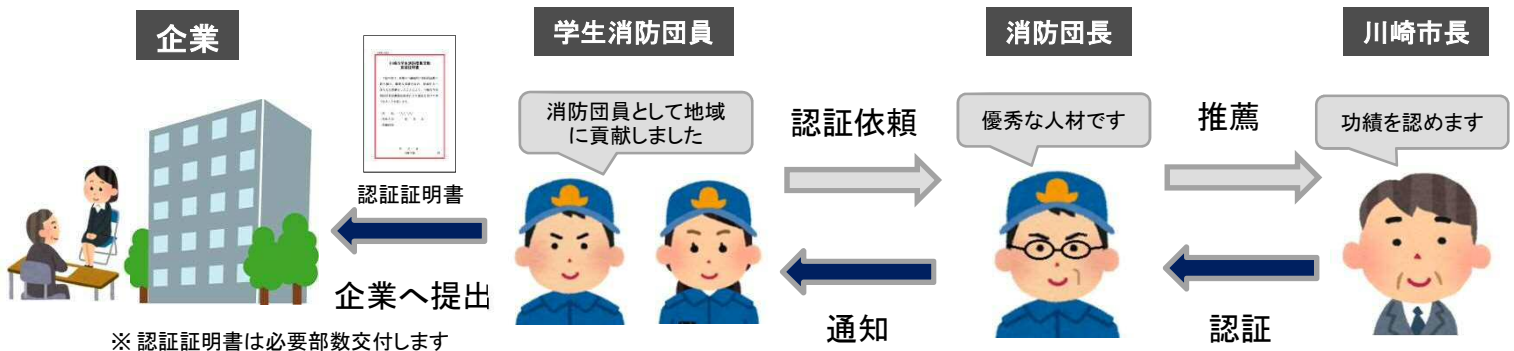 企業
学生消防団員
消防団長
川崎市長
消防団員として地域
に貢献しました
認証依頼
優秀な人材です
推薦
功績を認めます
認証証明書
企業へ提出
通知
認証
※ 認証証明書は必要部数交付します